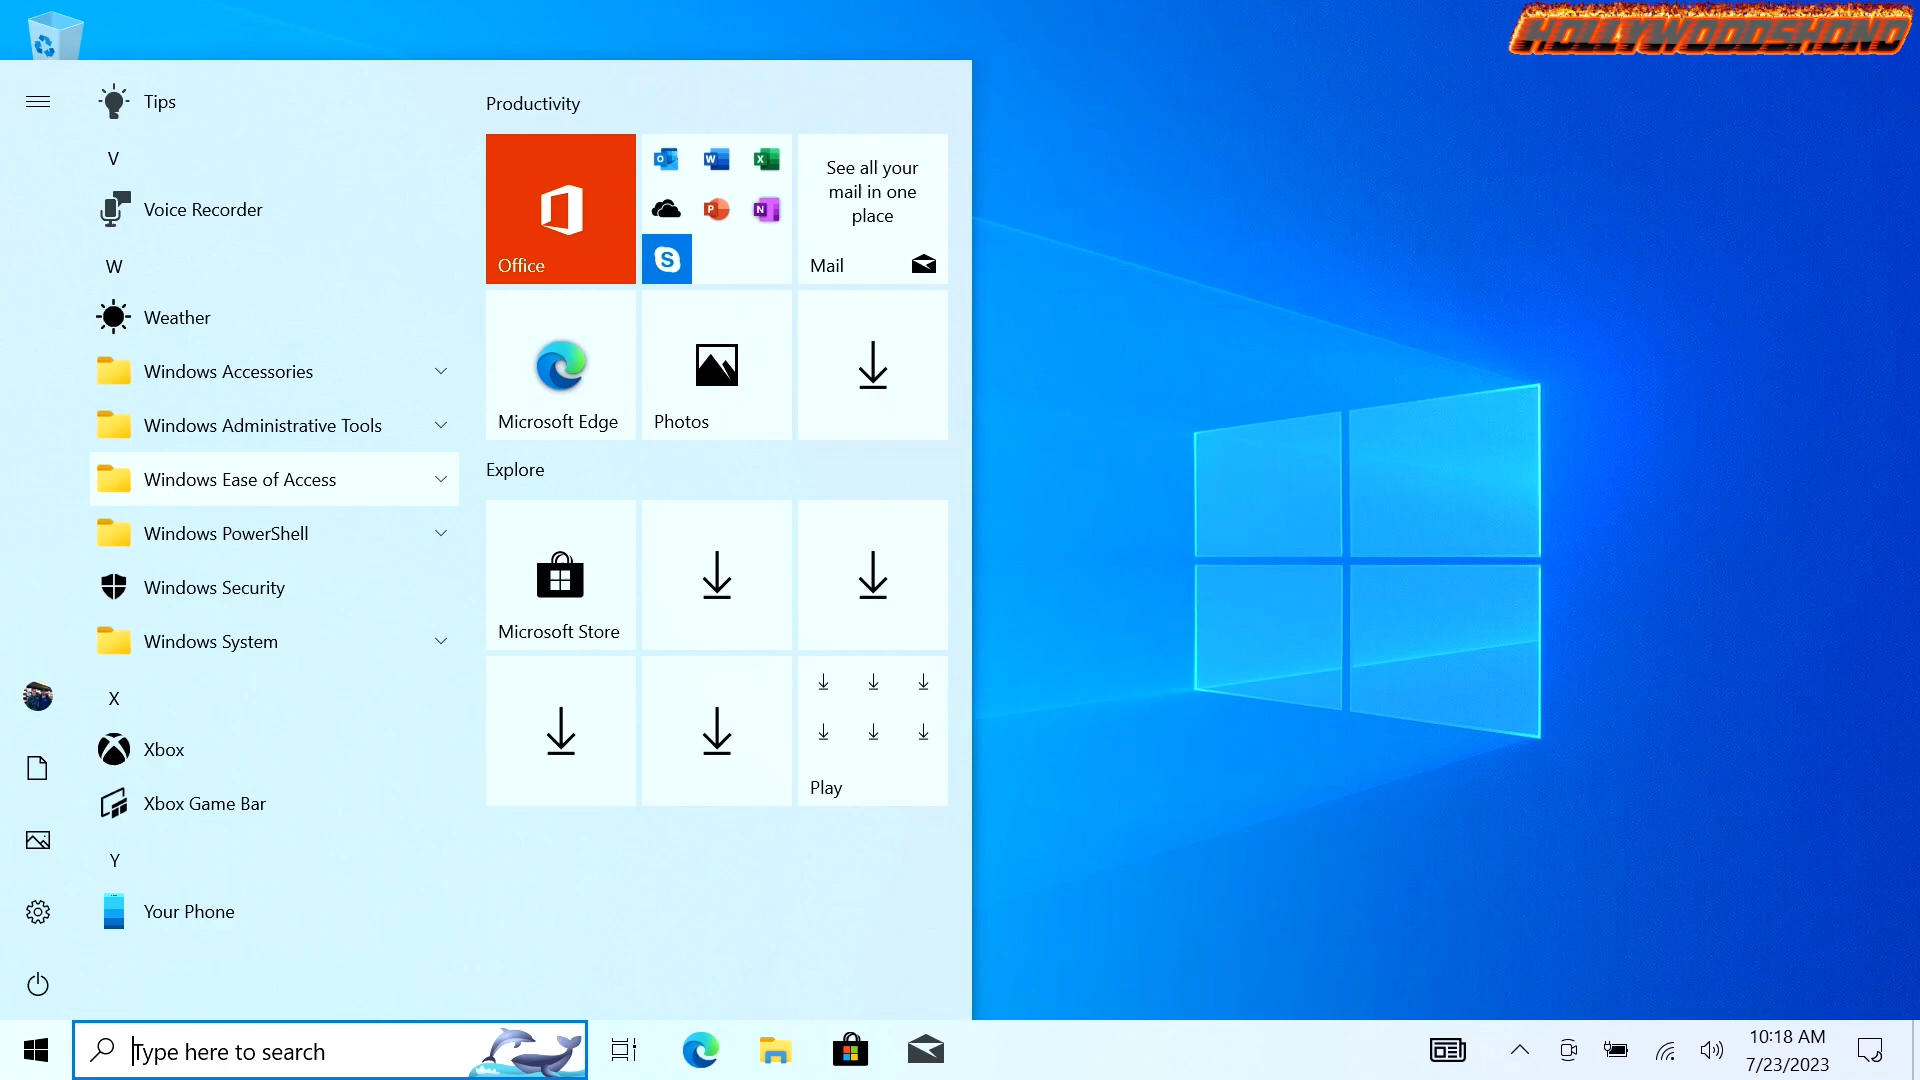 HOLLYWOODSHONO
Tips
V
Voice Recorder
W
Weather
Windows Accessories
Windows Administrative Tools
Windows Ease of Access
Windows PowerShell
Windows Security
Windows System
X
Xbox
Xbox Game Bar
Y
Your Phone
Productivity
Office
See all your
mail in one
place
Mail
Microsoft Edge
Photos
Explore
Microsoft Store
Play
Type here to search
10:18 AM
7/23/2023